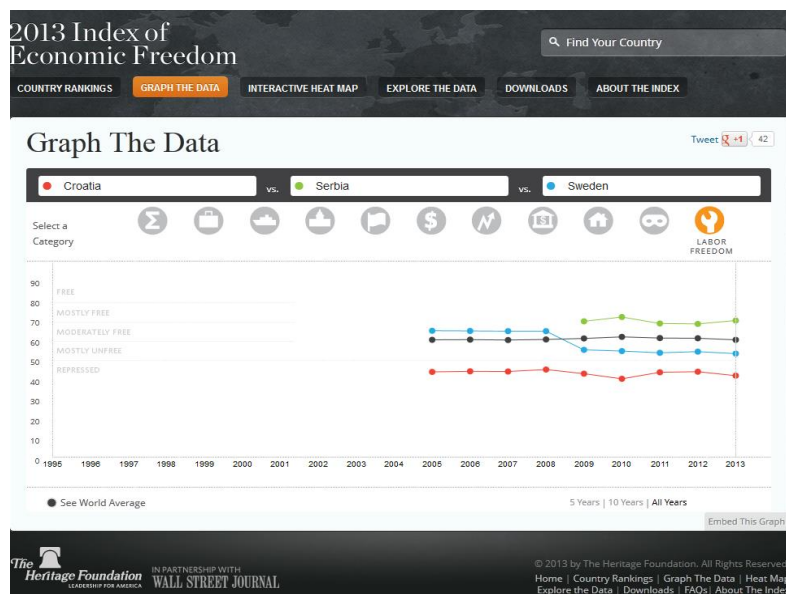 2013 Index of
Economic Freedom
Find Your Country
COUNTRY RANKINGS GRAPH THE DATA INTERACTIVE HEAT MAP EXPLORE THE DATA DOWNLOADS ABOUT THE INDEX
Graph The Data
Tweet +1 42
Croatia vs. Serbia vs. Sweden
Select a
Category
LABOR
FREEDOM
90
FREE
80
MOSTLY FREE
70
MODERATELY FREE
60
MOSTLY UNFREE
50
REPRESSED
40
30
20
10
0
1995 1996 1997 1998 1999 2000 2001 2002 2003 2004 2005 2006 2007 2008 2009 2010 2011 2012 2013
See World Average
5 Years | 10 Years | All Years
Embed This Graph
The
Heritage Foundation
LEADERSHIP FOR AMERICA
IN PARTNERSHIP WITH
WALL STREET JOURNAL
© 2013 by The Heritage Foundation. All Rights Reserved
Home | Country Rankings | Graph The Data | Heat Map
Explore the Data | Downloads | FAQs | About The Index